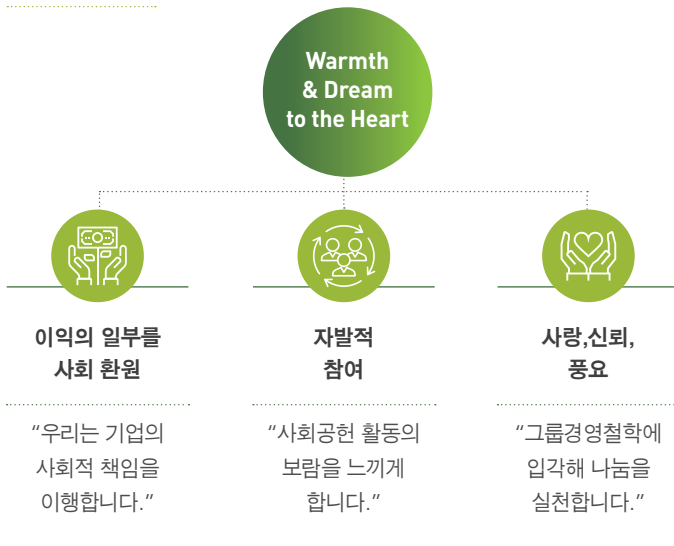 Warmth
& Dream
to the Heart
이익의 일부를
사회 환원
"우리는 기업의
사회적 책임을
이행합니다."
자발적
참여
"사회공헌 활동의
보람을 느끼게
합니다."
사랑,신뢰,
풍요
"그룹경영철학에
입각해 나눔을
실천합니다."